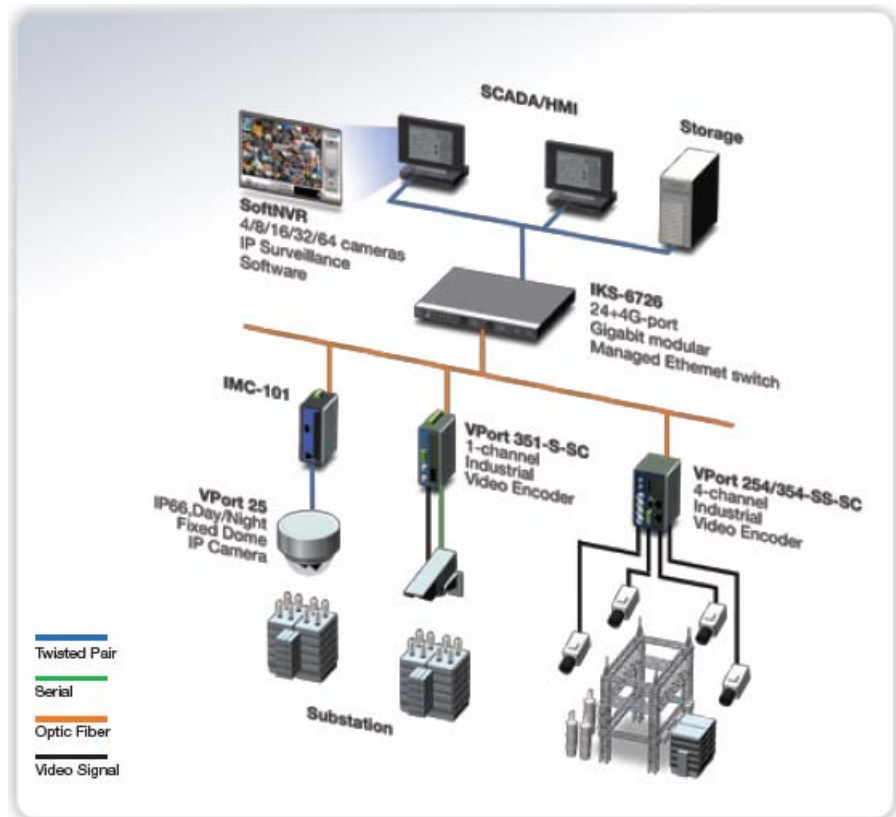 SCADA/HMI
Storage
SoftNVR
4/8/16/32/64 cameras
IP Surveillance
Software
IKS-6726
24+4G-port
Gigabit modular
Managed Ethernet switch
IMC-101
VPort 25
IP66,Day/Night
Fixed Dome
IP Camera
VPort 351-S-SC
1-channel
Industrial
Video Encoder
VPort 254/354-SS-SC
4-channel
Industrial
Video Encoder
Substation
Twisted Pair
Serial
Optic Fiber
Video Signal